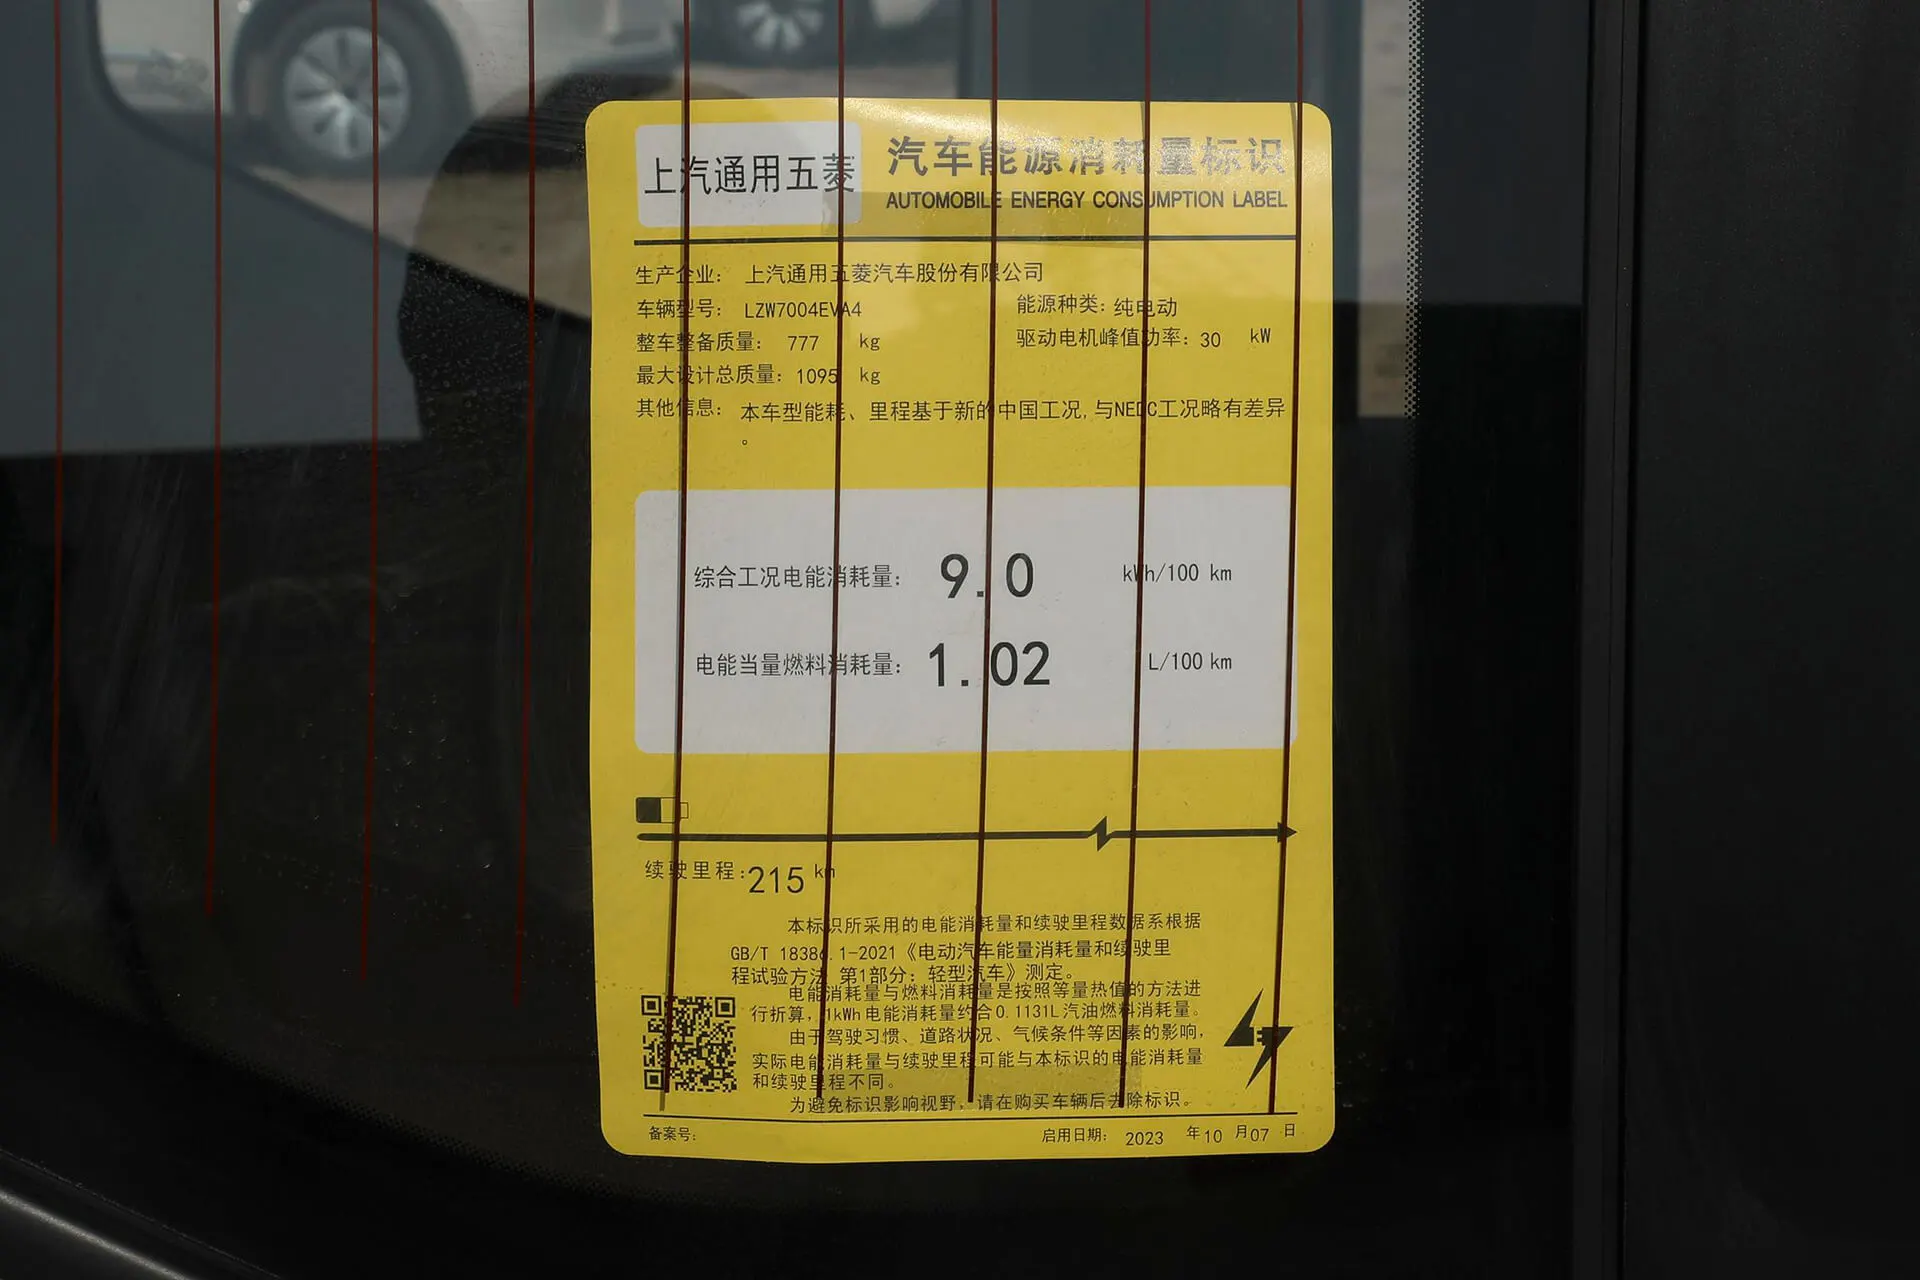 上汽通用五菱
汽车能源消耗量标识
AUTOMOBILE ENERGY CONSUMPTION LABEL
生产企业: 上汽通用五菱汽车股份有限公司
车辆型号: LZW7004EVA4 能源种类: 纯电动
整车整备质量: 777 kg 驱动电机峰值功率: 30 kW
最大设计总质量: 1095 kg
其他信息: 本车型能耗、里程基于新的中国工况,与NEDC工况略有差异
。
综合工况电能消耗量: 9.0 kWh/100 km
电能当量燃料消耗量: 1.02 L/100 km
续驶里程:215 km
本标识所采用的电能消耗量和续驶里程数据系根据
GB/T 18386.1-2021《电动汽车能量消耗量和续驶里
程试验方法 第1部分: 轻型汽车》测定。
电能消耗量与燃料消耗量是按照等量热值的方法进
行折算, 1kWh电能消耗量约合0.1131L汽油燃料消耗量。
由于驾驶习惯、道路状况、气候条件等因素的影响,
实际电能消耗量与续驶里程可能与本标识的电能消耗量
和续驶里程不同。
为避免标识影响视野, 请在购买车辆后去除标识。
备案号: 启用日期: 2023 年10 月07 日